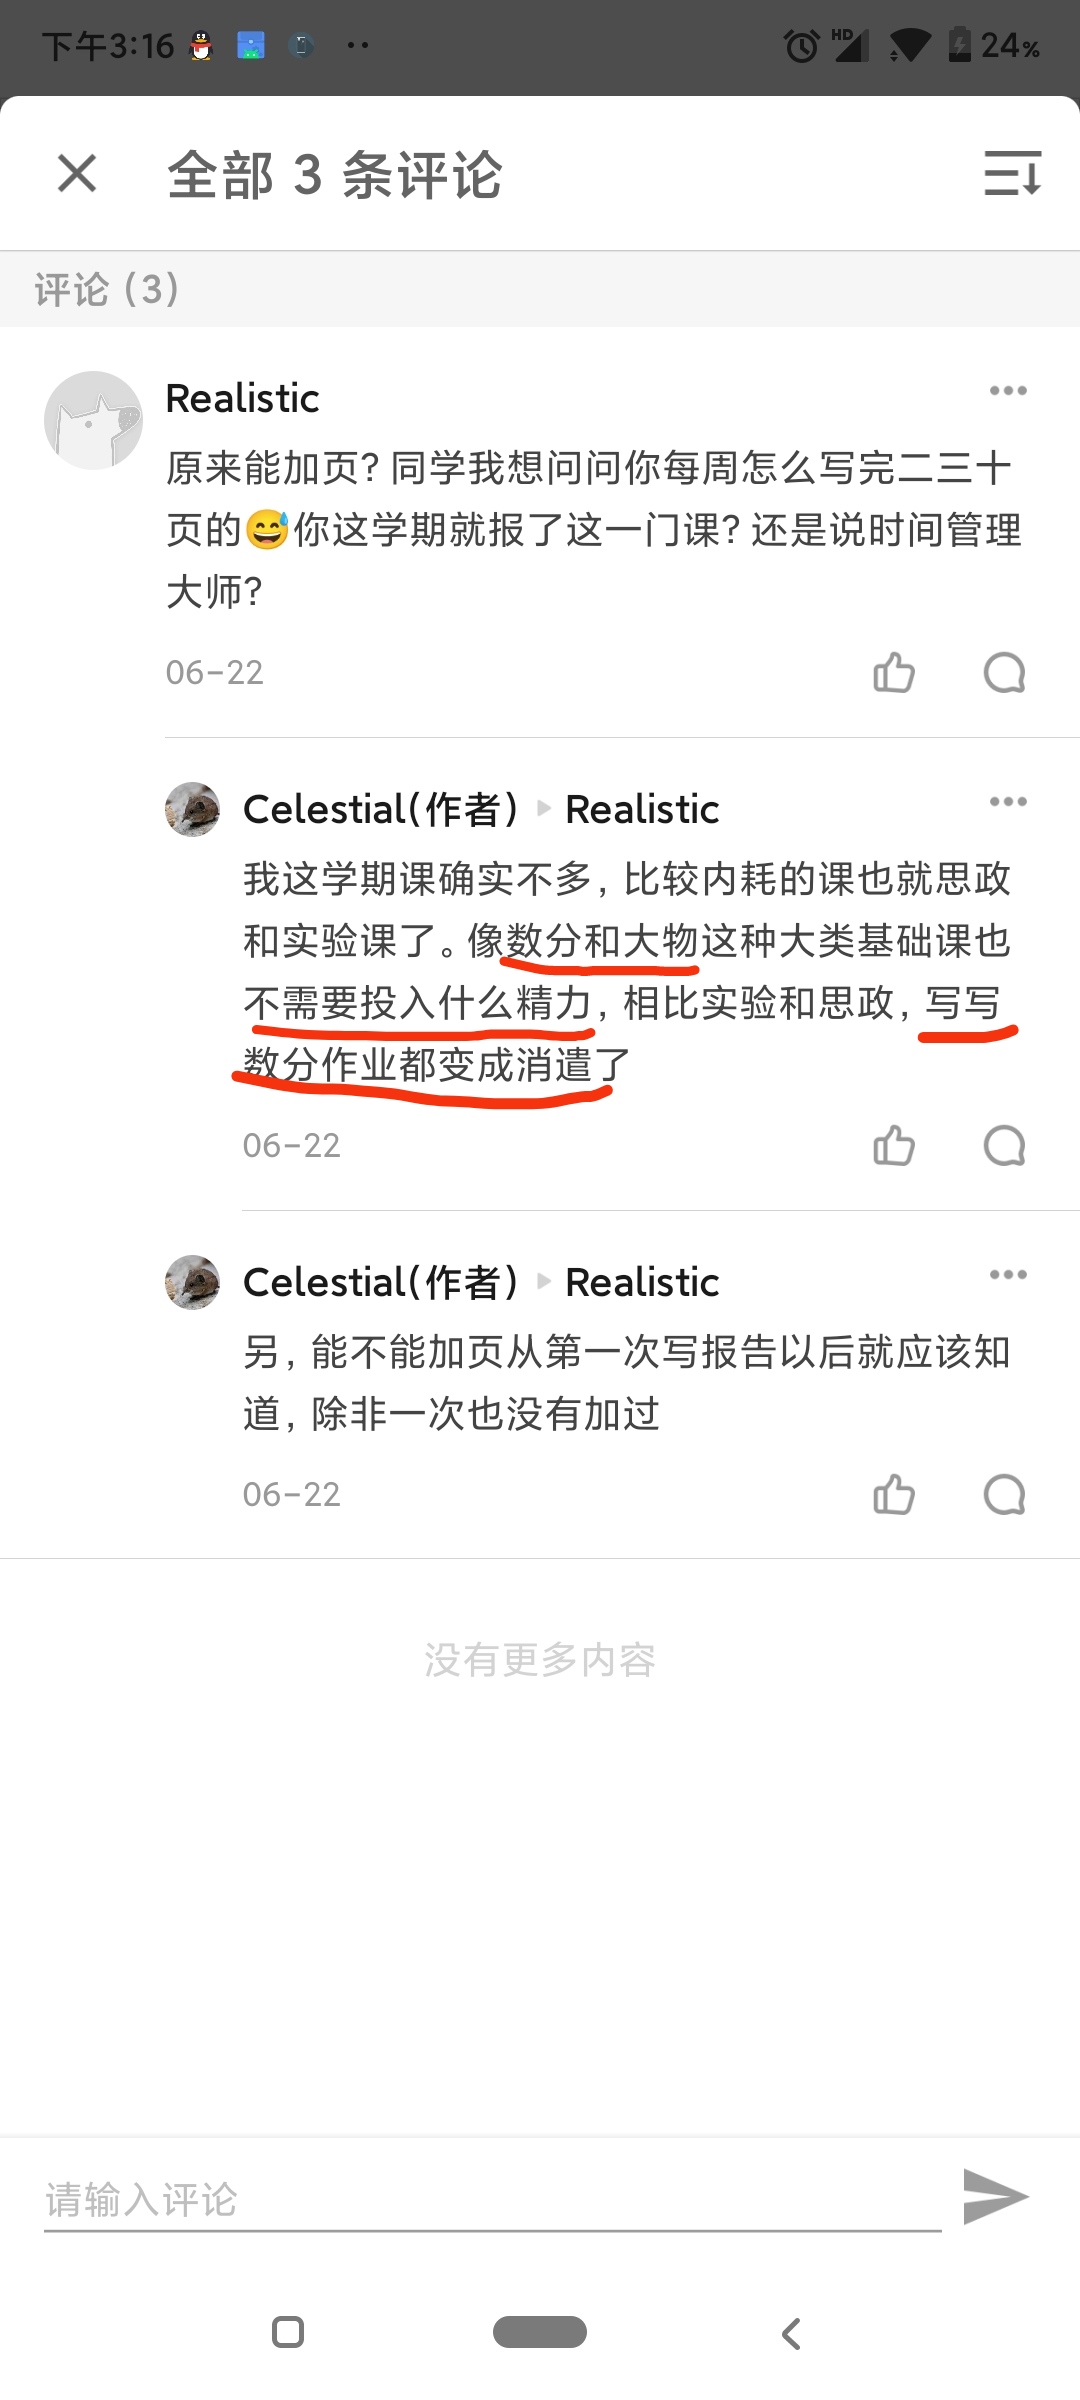 下午3:16
HD
24%
全部 3 条评论
评论 (3)
Realistic
原来能加页? 同学我想问问你每周怎么写完二三十
页的😅你这学期就报了这一门课? 还是说时间管理
大师?
06-22
Celestial(作者) Realistic
我这学期课确实不多, 比较内耗的课也就思政
和实验课了。像数分和大物这种大类基础课也
不需要投入什么精力, 相比实验和思政, 写写
数分作业都变成消遣了
06-22
Celestial(作者) Realistic
另, 能不能加页从第一次写报告以后就应该知
道, 除非一次也没有加过
06-22
没有更多内容
请输入评论